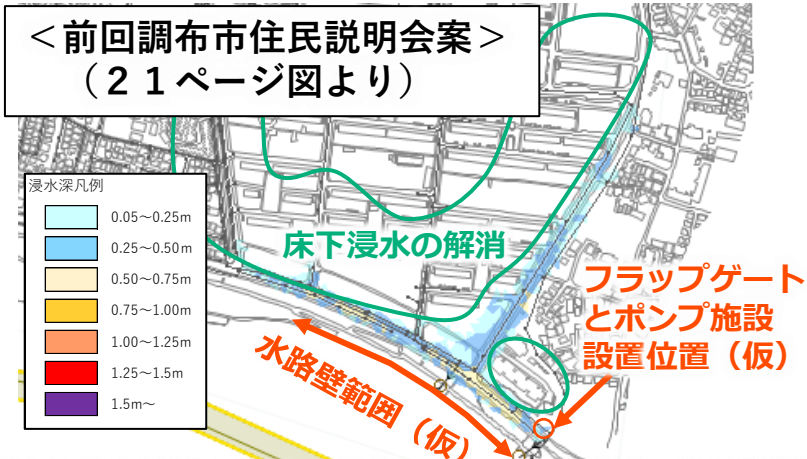 ＜前回調布市住民説明会案＞
（２１ページ図より）
浸水深凡例
0.05～0.25m
0.25～0.50m
0.50～0.75m
0.75～1.00m
1.00～1.25m
1.25～1.5m
1.5m～
床下浸水の解消
フラップゲート
とポンプ施設
設置位置（仮）
水路壁範囲（仮）